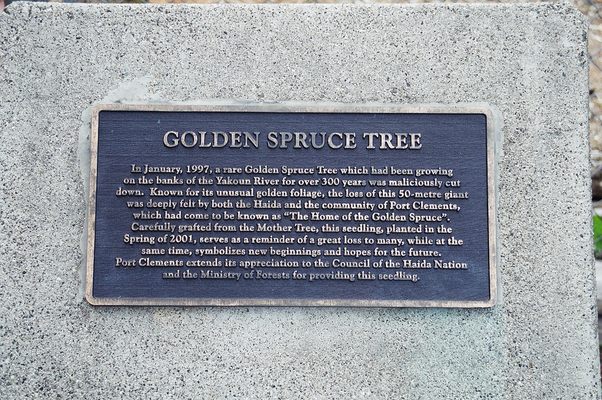 GOLDEN SPRUCE TREE
In January, 1997, a rare Golden Spruce Tree which had been growing
on the banks of the Yakoun River for over 300 years was maliciously cut
down. Known for its unusual golden foliage, the loss of this 50-metre giant
was deeply felt by both the Haida and the community of Port Clements,
which had come to be known as "The Home of the Golden Spruce".
Carefully grafted from the Mother Tree, this seedling, planted in the
Spring of 2001, serves as a reminder of a great loss to many, while at the
same time, symbolizes new beginnings and hopes for the future.
Port Clements extends its appreciation to the Council of the Haida Nation
and the Ministry of Forests for providing this seedling.